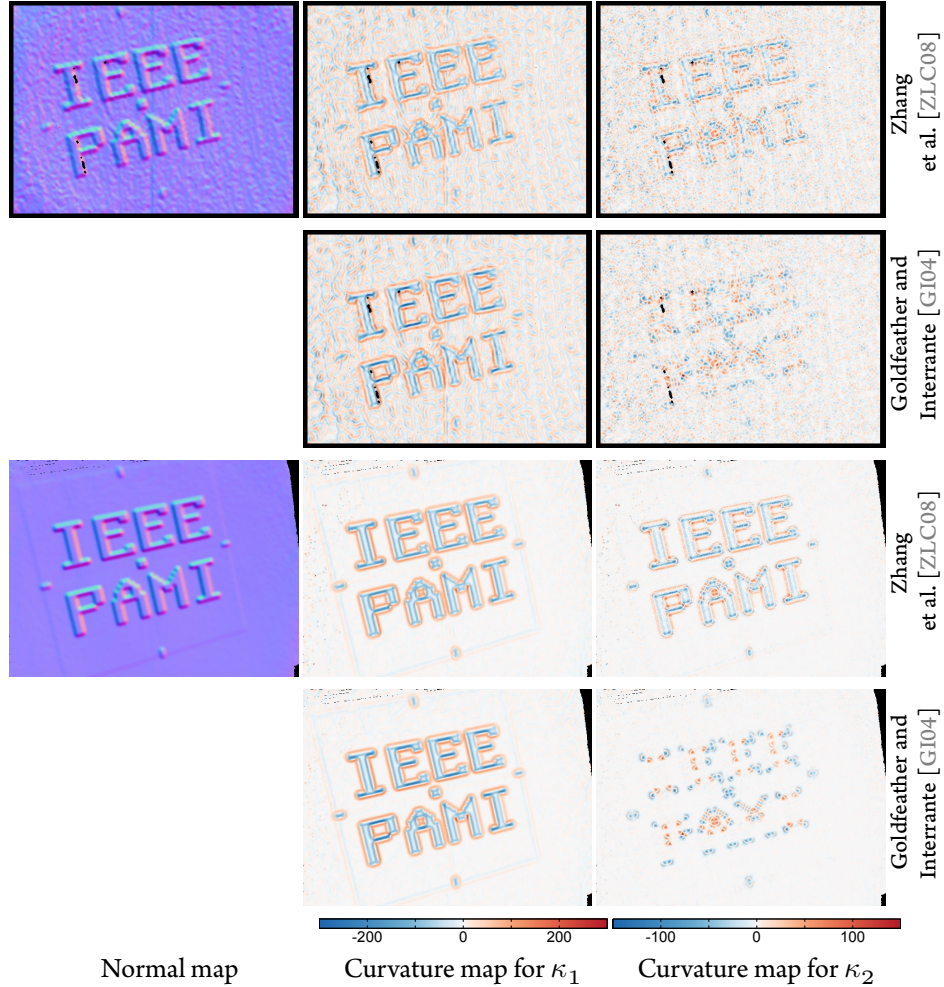 IEEE
PAMI
IEEE
PAMI
IEEE
PAMI
Zhang
et al. [ZLC08]
IEEE
PAMI
Goldfeather and
Interrante [GI04]
IEEE
PAMI
IEEE
PAMI
IEEE
PAMI
Zhang
et al. [ZLC08]
IEEE
PAMI
Goldfeather and
Interrante [GI04]
-200 0 200 -100 0 100
Normal map Curvature map for κ₁ Curvature map for κ₂